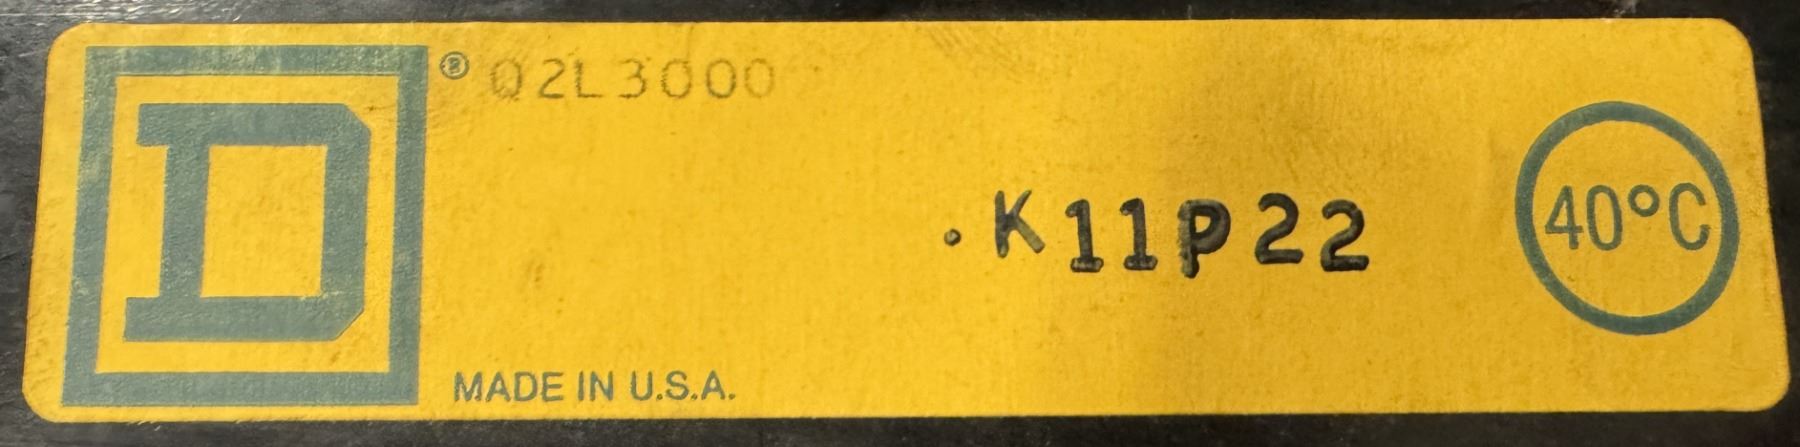 D ® Q2L3000
.K11P22
40°C
MADE IN U.S.A.